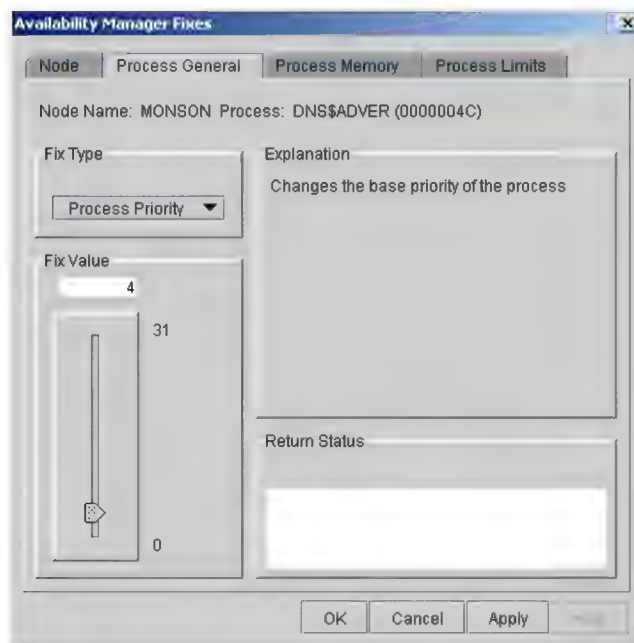 Availability Manager Fixes
Node
Process General
Process Memory
Process Limits
Node Name: MONSON Process: DNS$ADVER (0000004C)
Fix Type
Process Priority
Explanation
Changes the base priority of the process
Fix Value
4
31
0
Return Status
OK
Cancel
Apply